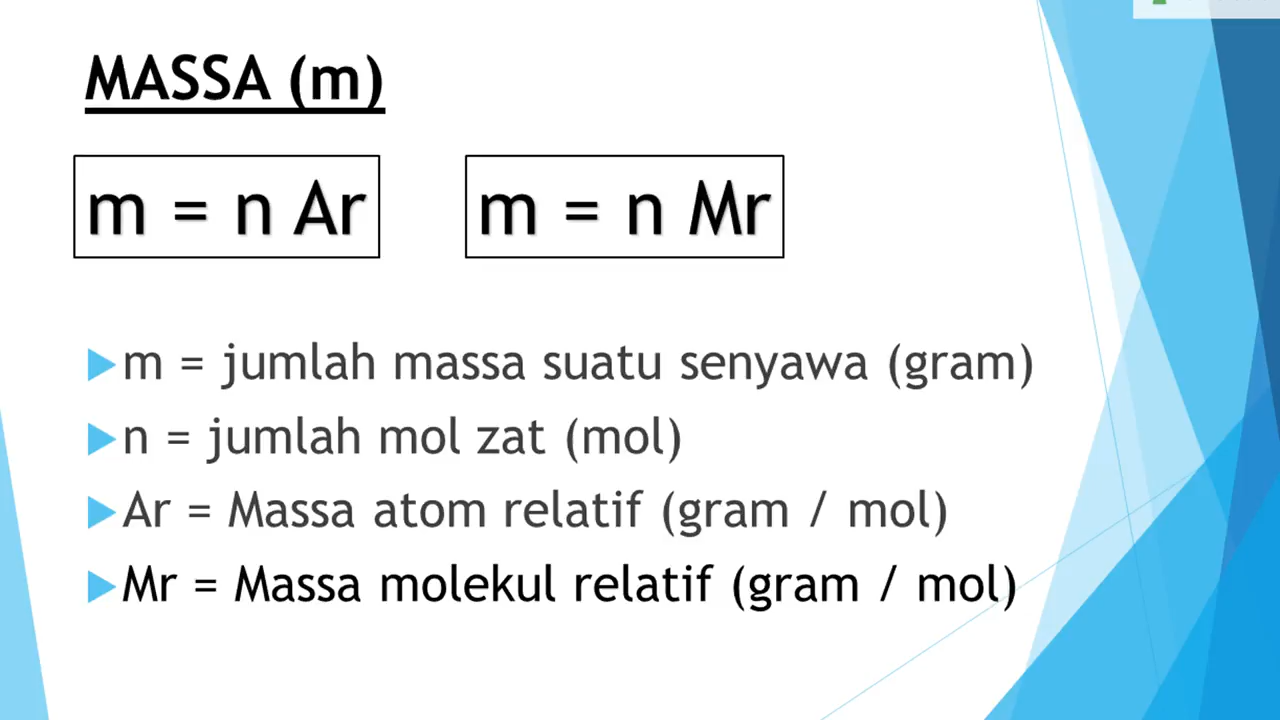 MASSA (m)
m = n Ar
m = n Mr
m = jumlah massa suatu senyawa (gram)
n = jumlah mol zat (mol)
Ar = Massa atom relatif (gram / mol)
Mr = Massa molekul relatif (gram / mol)